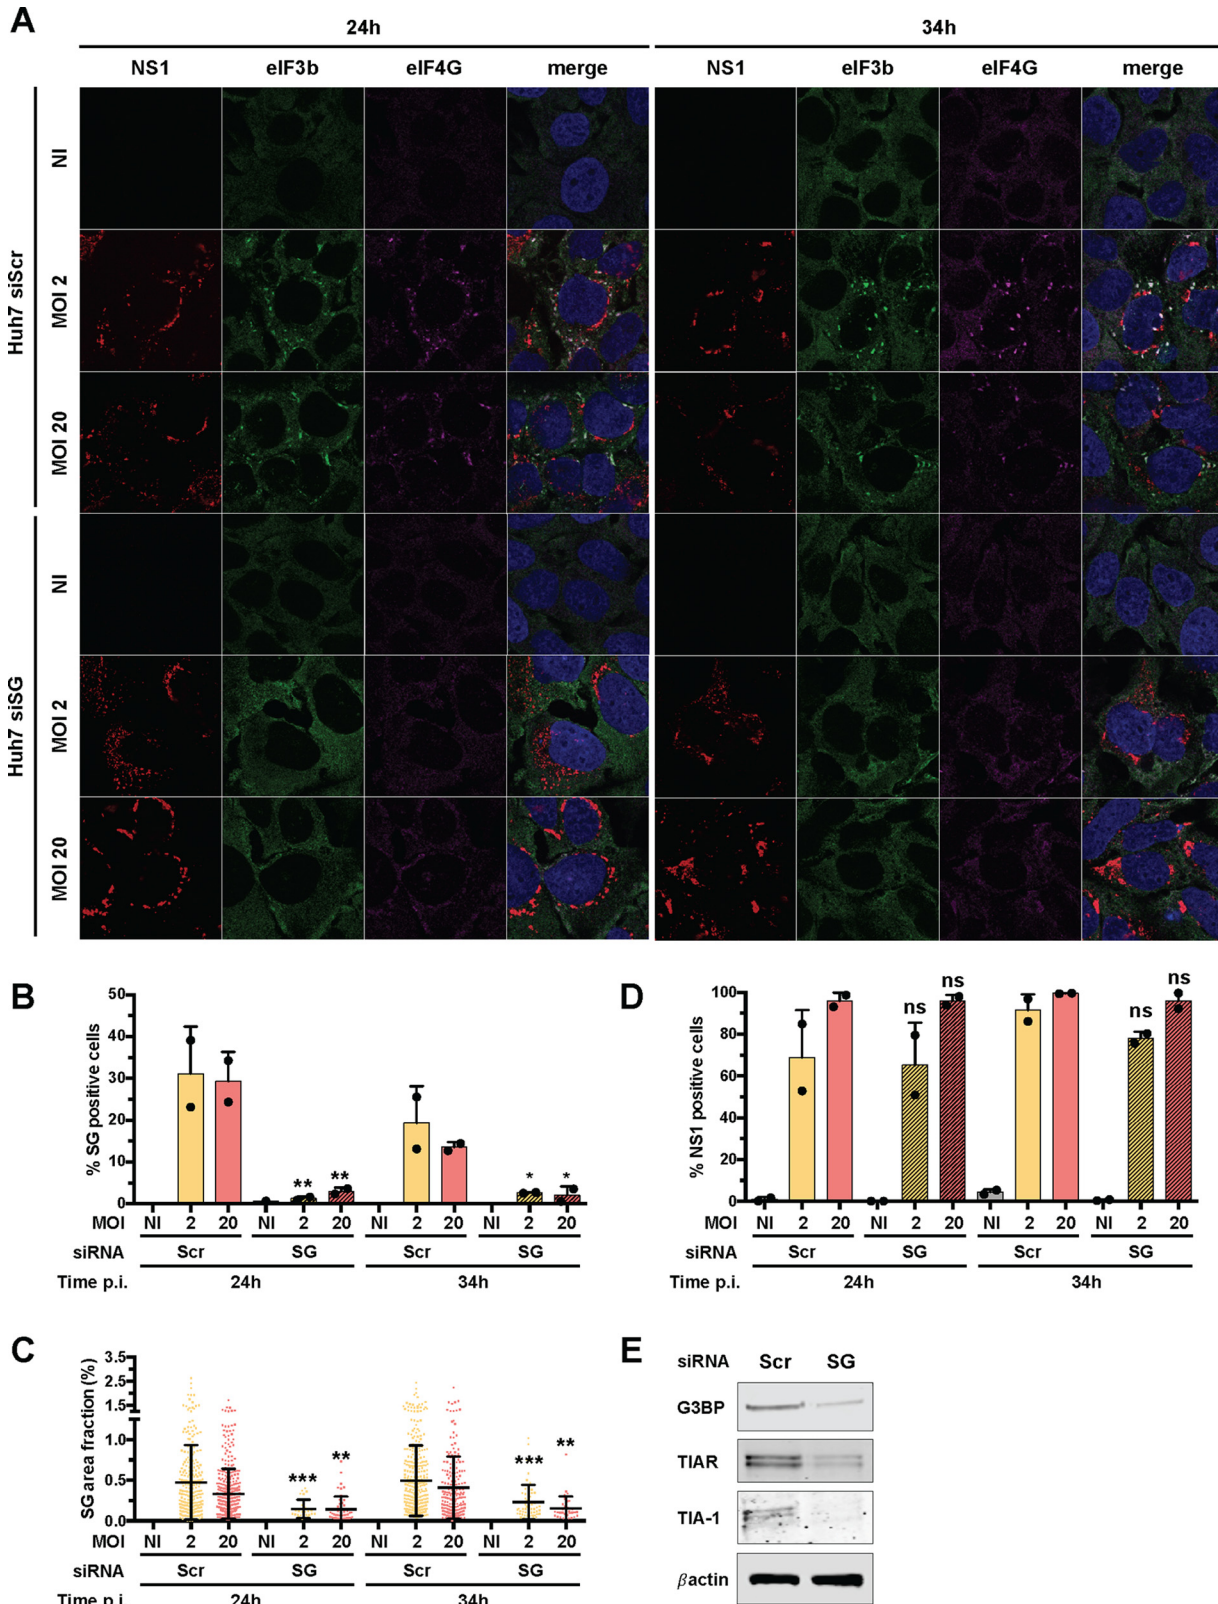 A
24h
34h
NS1 eIF3b eIF4G merge NS1 eIF3b eIF4G merge
Huh7 siScr
NI
MOI 2
MOI 20
Huh7 siSG
NI
MOI 2
MOI 20
B
% SG positive cells
50
40
30
20
10
0
** ** * *
MOI NI 2 20 NI 2 20 NI 2 20 NI 2 20
siRNA Scr SG Scr SG
Time p.i. 24h 34h
D
% NS1 positive cells
100
80
60
40
20
0
ns ns ns ns
MOI NI 2 20 NI 2 20 NI 2 20 NI 2 20
siRNA Scr SG Scr SG
Time p.i. 24h 34h
C
SG area fraction (%)
3.5
2.5
1.5
1.0
0.5
0.0
*** ** *** **
MOI NI 2 20 NI 2 20 NI 2 20 NI 2 20
siRNA Scr SG Scr SG
Time p.i. 24h 34h
E
siRNA Scr SG
G3BP
TIAR
TIA-1
βactin